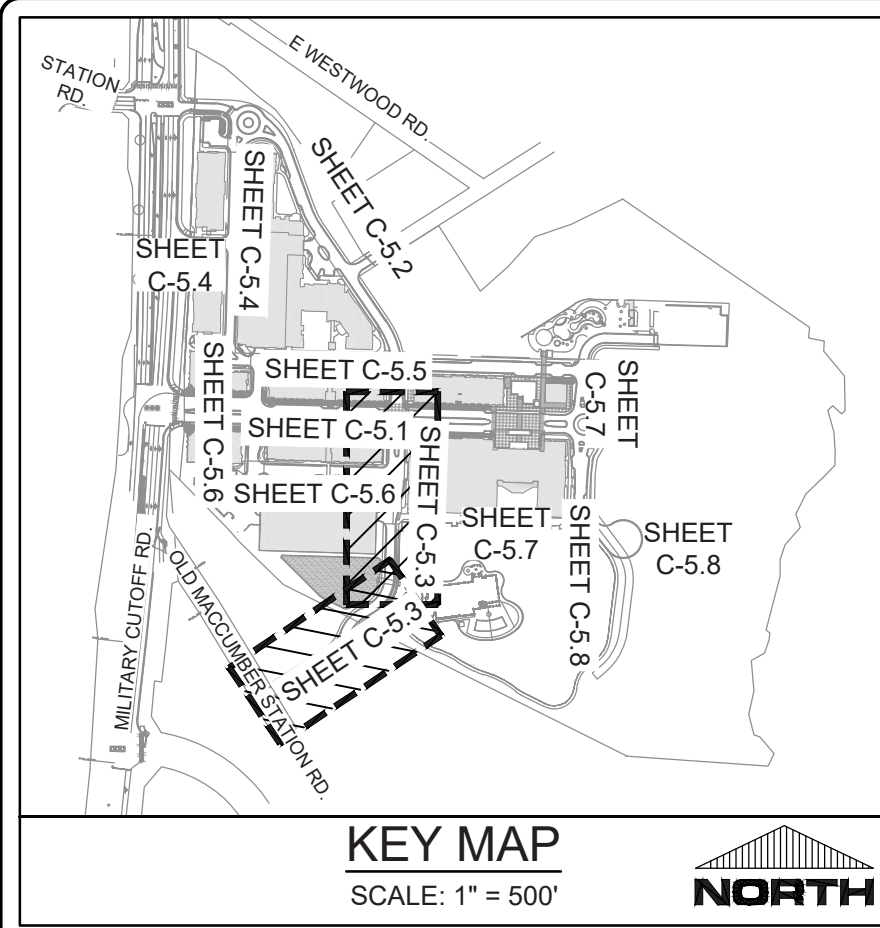 STATION
RD.
E WESTWOOD RD.
SHEET C-5.2
SHEET C-5.4
SHEET
C-5.4
SHEET C-5.5
SHEET
C-5.7
SHEET C-5.6
SHEET C-5.1
SHEET C-5.3
SHEET C-5.6
SHEET
C-5.7
SHEET C-5.8
SHEET
C-5.8
MILITARY CUTOFF RD.
OLD MACCUMBER STATION RD.
SHEET C-5.3
KEY MAP
SCALE: 1" = 500'
NORTH